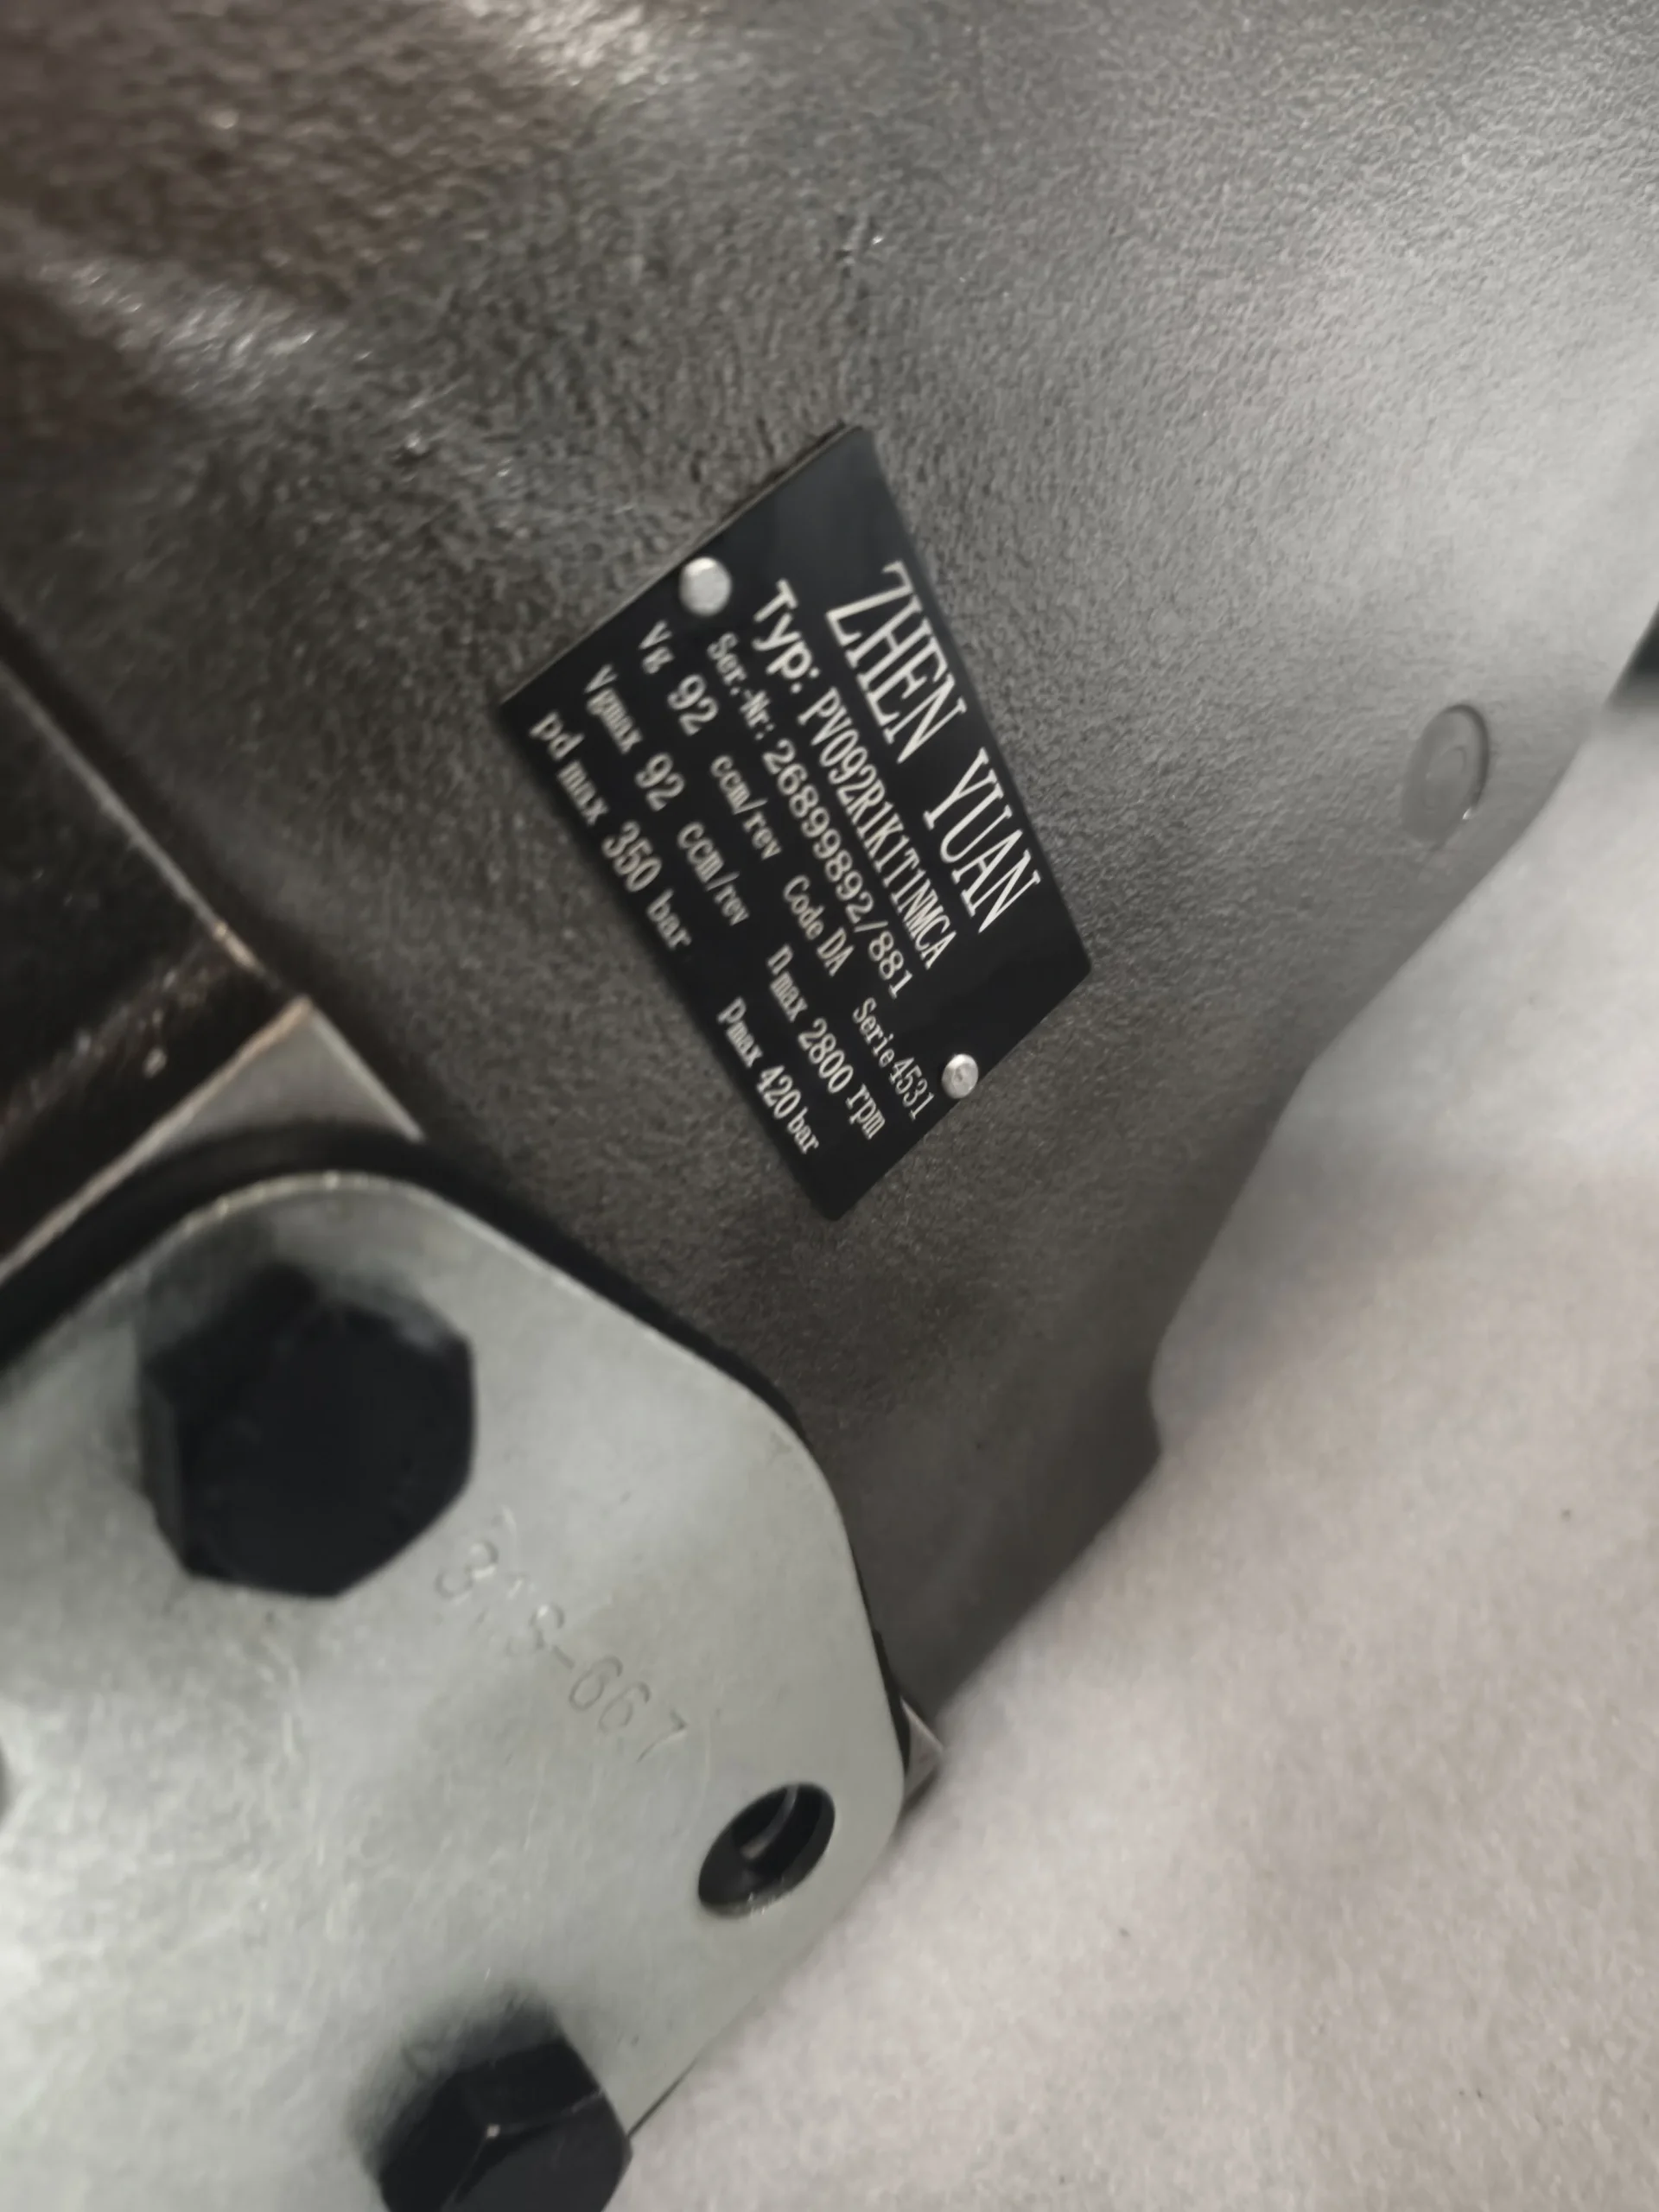 ZHEN YUAN
Typ: PV092R1K1T1NMCA
Ser.-Nr: 268999892/881
Vg 92 ccm/rev Code DA Serie 4531
Vgmax 92 ccm/rev nmax 2800 rpm
pd max 350 bar Pmax 420 bar